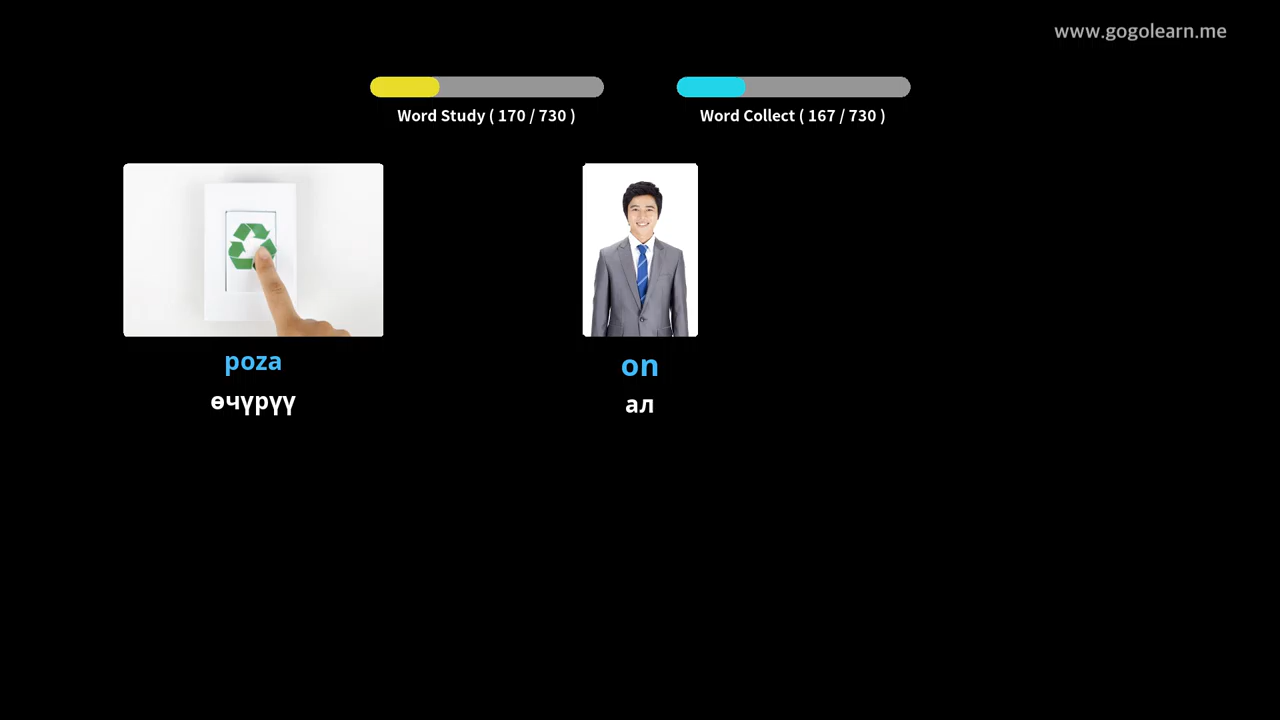 www.gogolearn.me
Word Study ( 170 / 730 )
Word Collect ( 167 / 730 )
poza
өчүрүү
on
ал